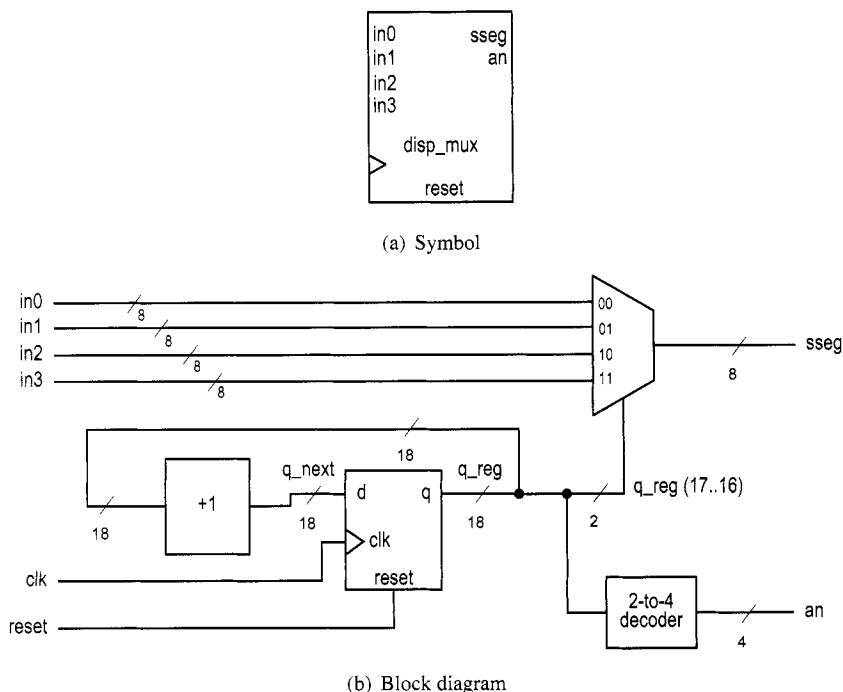 in0 sseg
in1 an
in2
in3
disp_mux
reset
(a) Symbol
in0 8 00
in1 8 01
in2 8 10 sseg
in3 8 11 8
18
q_next q_reg
18 +1 18 d q 18 2 q_reg (17..16)
clk
clk
reset
reset
2-to-4
decoder
4
an
(b) Block diagram